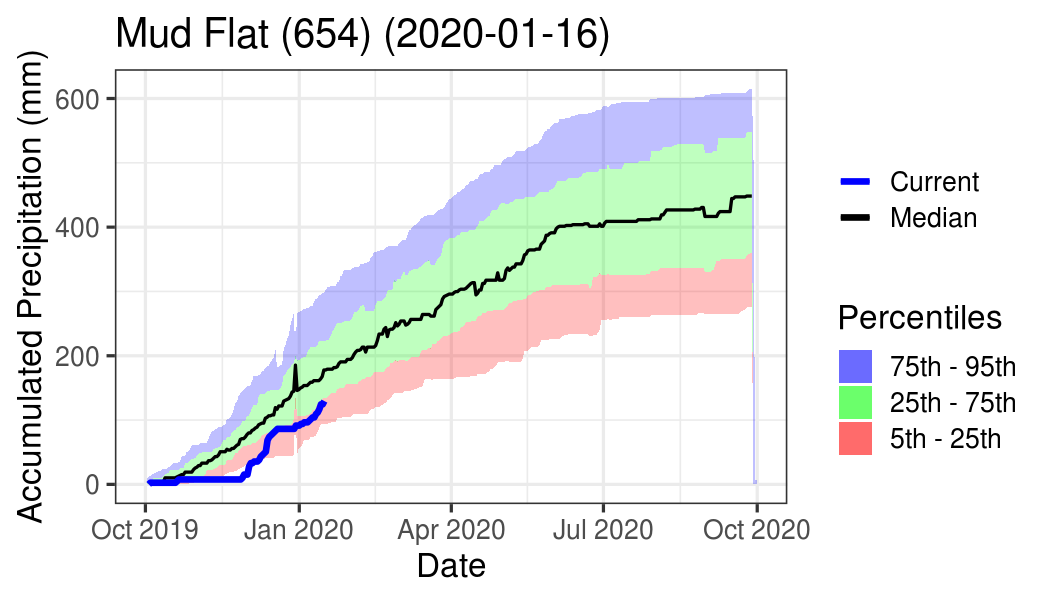 Mud Flat (654) (2020-01-16)
Accumulated Precipitation (mm)
600
400
200
0
Oct 2019
Jan 2020
Apr 2020
Jul 2020
Oct 2020
Date
Current
Median
Percentiles
75th - 95th
25th - 75th
5th - 25th